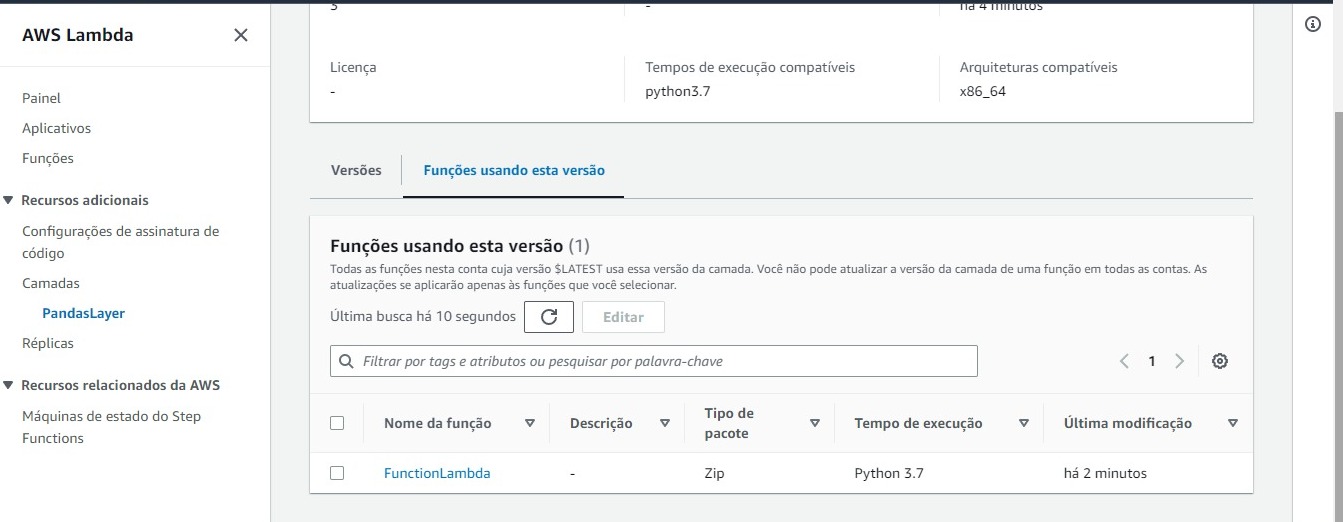 AWS Lambda
Painel
Aplicativos
Funções
Recursos adicionais
Configurações de assinatura de
código
Camadas
PandasLayer
Réplicas
Recursos relacionados da AWS
Máquinas de estado do Step
Functions
3 - há 4 minutos
Licença Tempos de execução compatíveis Arquiteturas compatíveis
- python3.7 x86_64
Versões Funções usando esta versão
Funções usando esta versão (1)
Todas as funções nesta conta cuja versão $LATEST usa essa versão da camada. Você não pode atualizar a versão da camada de uma função em todas as contas. As
atualizações se aplicarão apenas às funções que você selecionar.
Última busca há 10 segundos Editar
Filtrar por tags e atributos ou pesquisar por palavra-chave 1
Nome da função Descrição Tipo de pacote Tempo de execução Última modificação
FunctionLambda - Zip Python 3.7 há 2 minutos